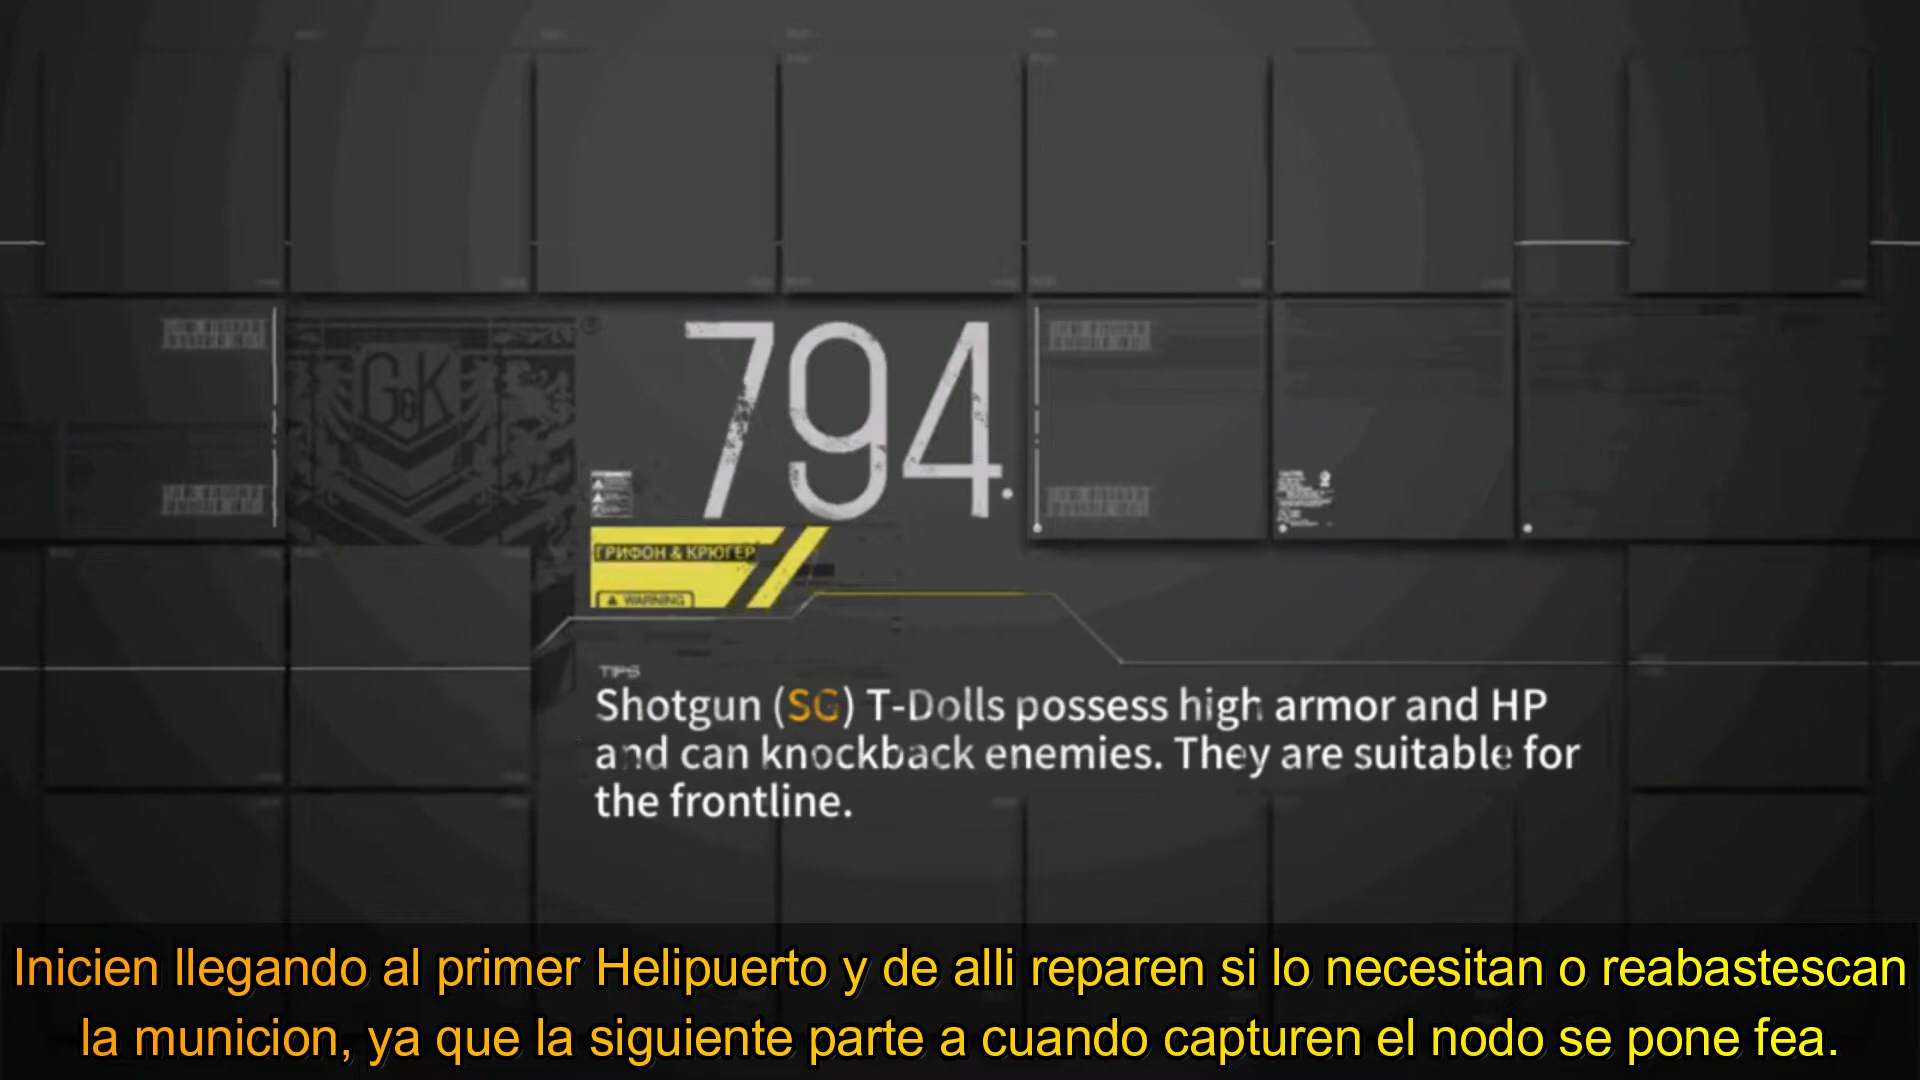 G&K
794.
ГРИФОН & КРЮГЕР
WARNING
TIPS
Shotgun (SG) T-Dolls possess high armor and HP
and can knockback enemies. They are suitable for
the frontline.
Inicien llegando al primer Helipuerto y de alli reparen si lo necesitan o reabastescan
la municion, ya que la siguiente parte a cuando capturen el nodo se pone fea.